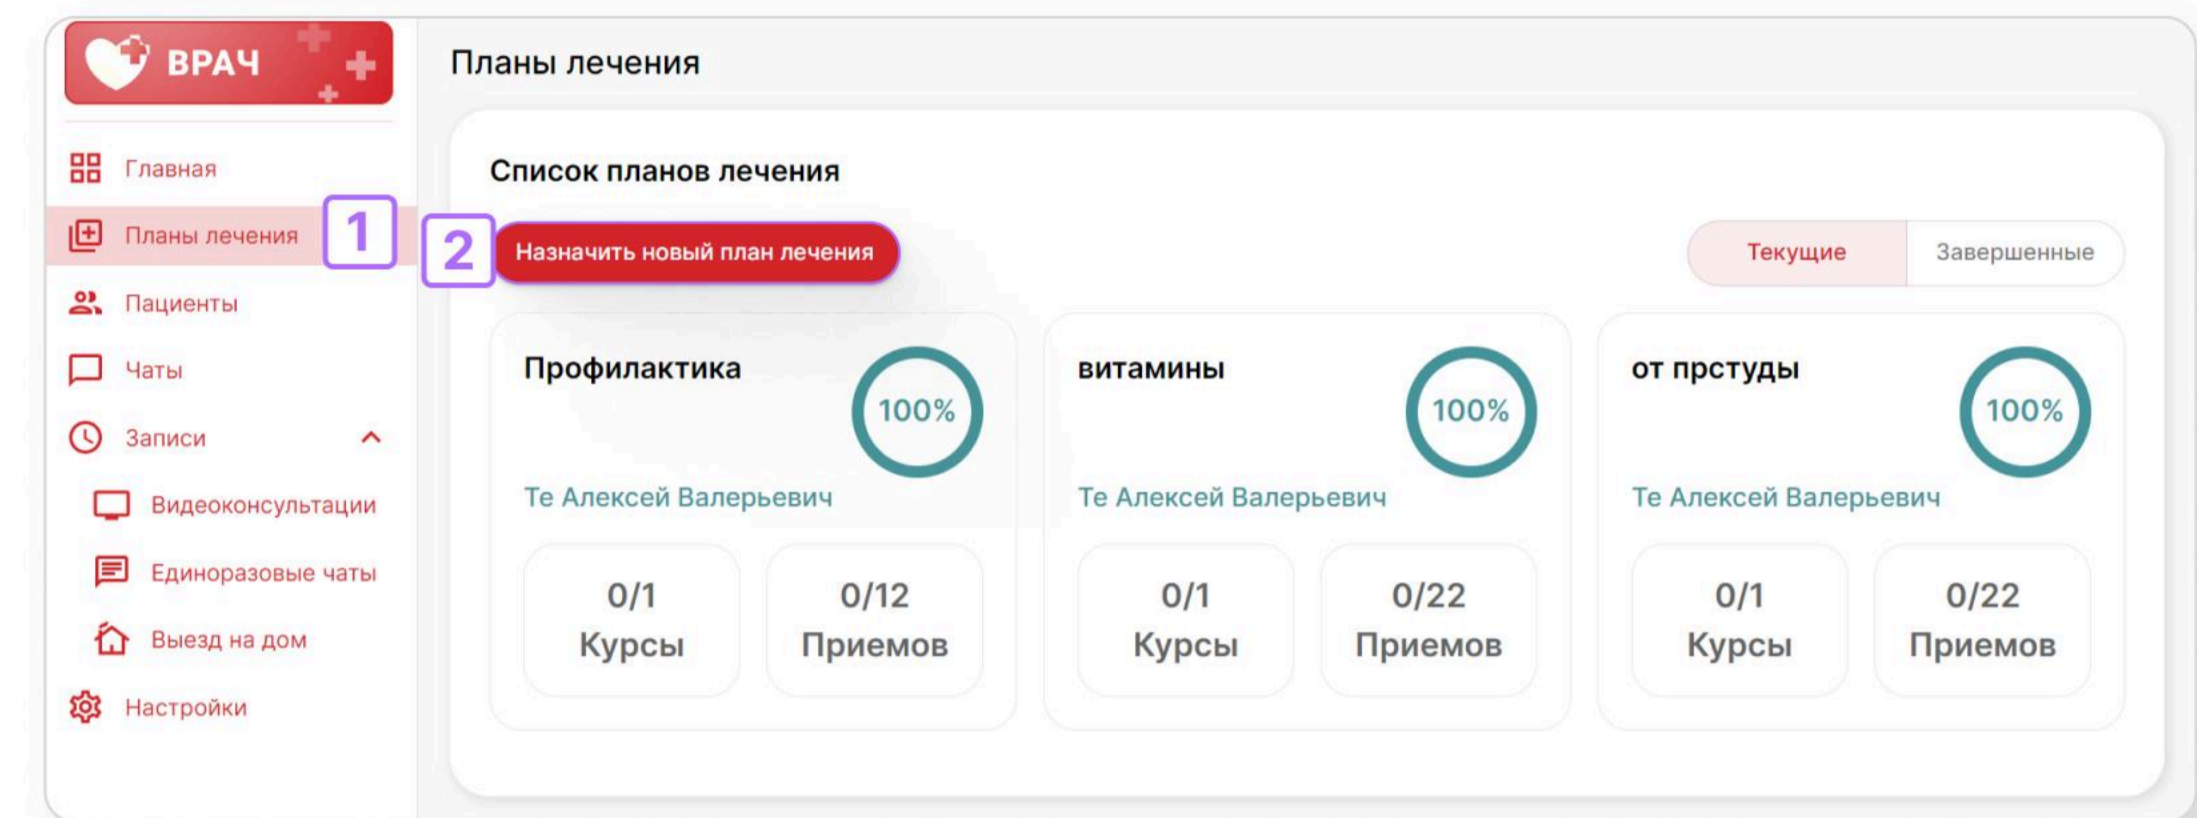 ВРАЧ
Планы лечения
Главная
Планы лечения
1
Пациенты
Чаты
Записи
Видеоконсультации
Единоразовые чаты
Выезд на дом
Настройки
Список планов лечения
2
Назначить новый план лечения
Текущие
Завершенные
Профилактика
100%
Те Алексей Валерьевич
0/1
Курсы
0/12
Приемов
витамины
100%
Те Алексей Валерьевич
0/1
Курсы
0/22
Приемов
от прстуды
100%
Те Алексей Валерьевич
0/1
Курсы
0/22
Приемов